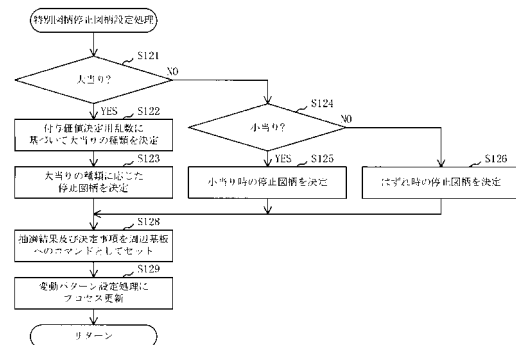 特別図柄停止図柄設定処理
S121
大当り?
NO
YES
S122
付与価値決定用乱数に
基づいて大当りの種類を決定
S123
大当りの種類に応じた
停止図柄を決定
S124
小当り?
NO
YES
S125
小当り時の停止図柄を決定
S126
はずれ時の停止図柄を決定
S128
抽選結果及び決定事項を周辺基板
へのコマンドとしてセット
S129
変動パターン設定処理に
プロセス更新
リターン